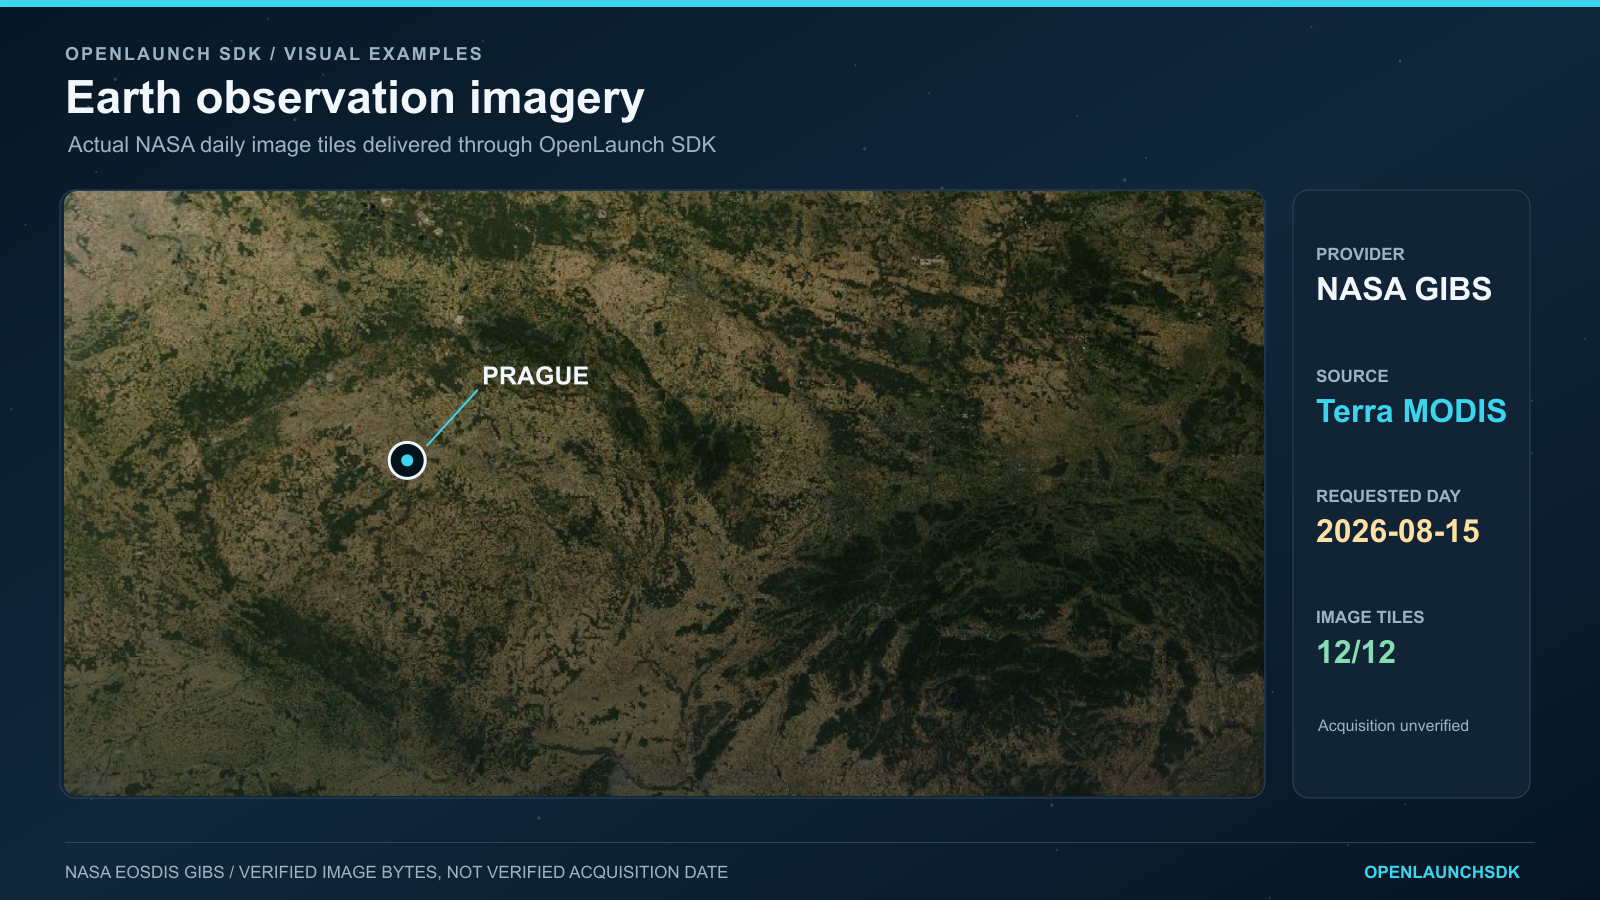 OPENLAUNCH SDK / VISUAL EXAMPLES
Earth observation imagery
Actual NASA daily image tiles delivered through OpenLaunch SDK
PRAGUE
PROVIDER
NASA GIBS
SOURCE
Terra MODIS
REQUESTED DAY
2026-08-15
IMAGE TILES
12/12
Acquisition unverified
NASA EOSDIS GIBS / VERIFIED IMAGE BYTES, NOT VERIFIED ACQUISITION DATE
OPENLAUNCHSDK